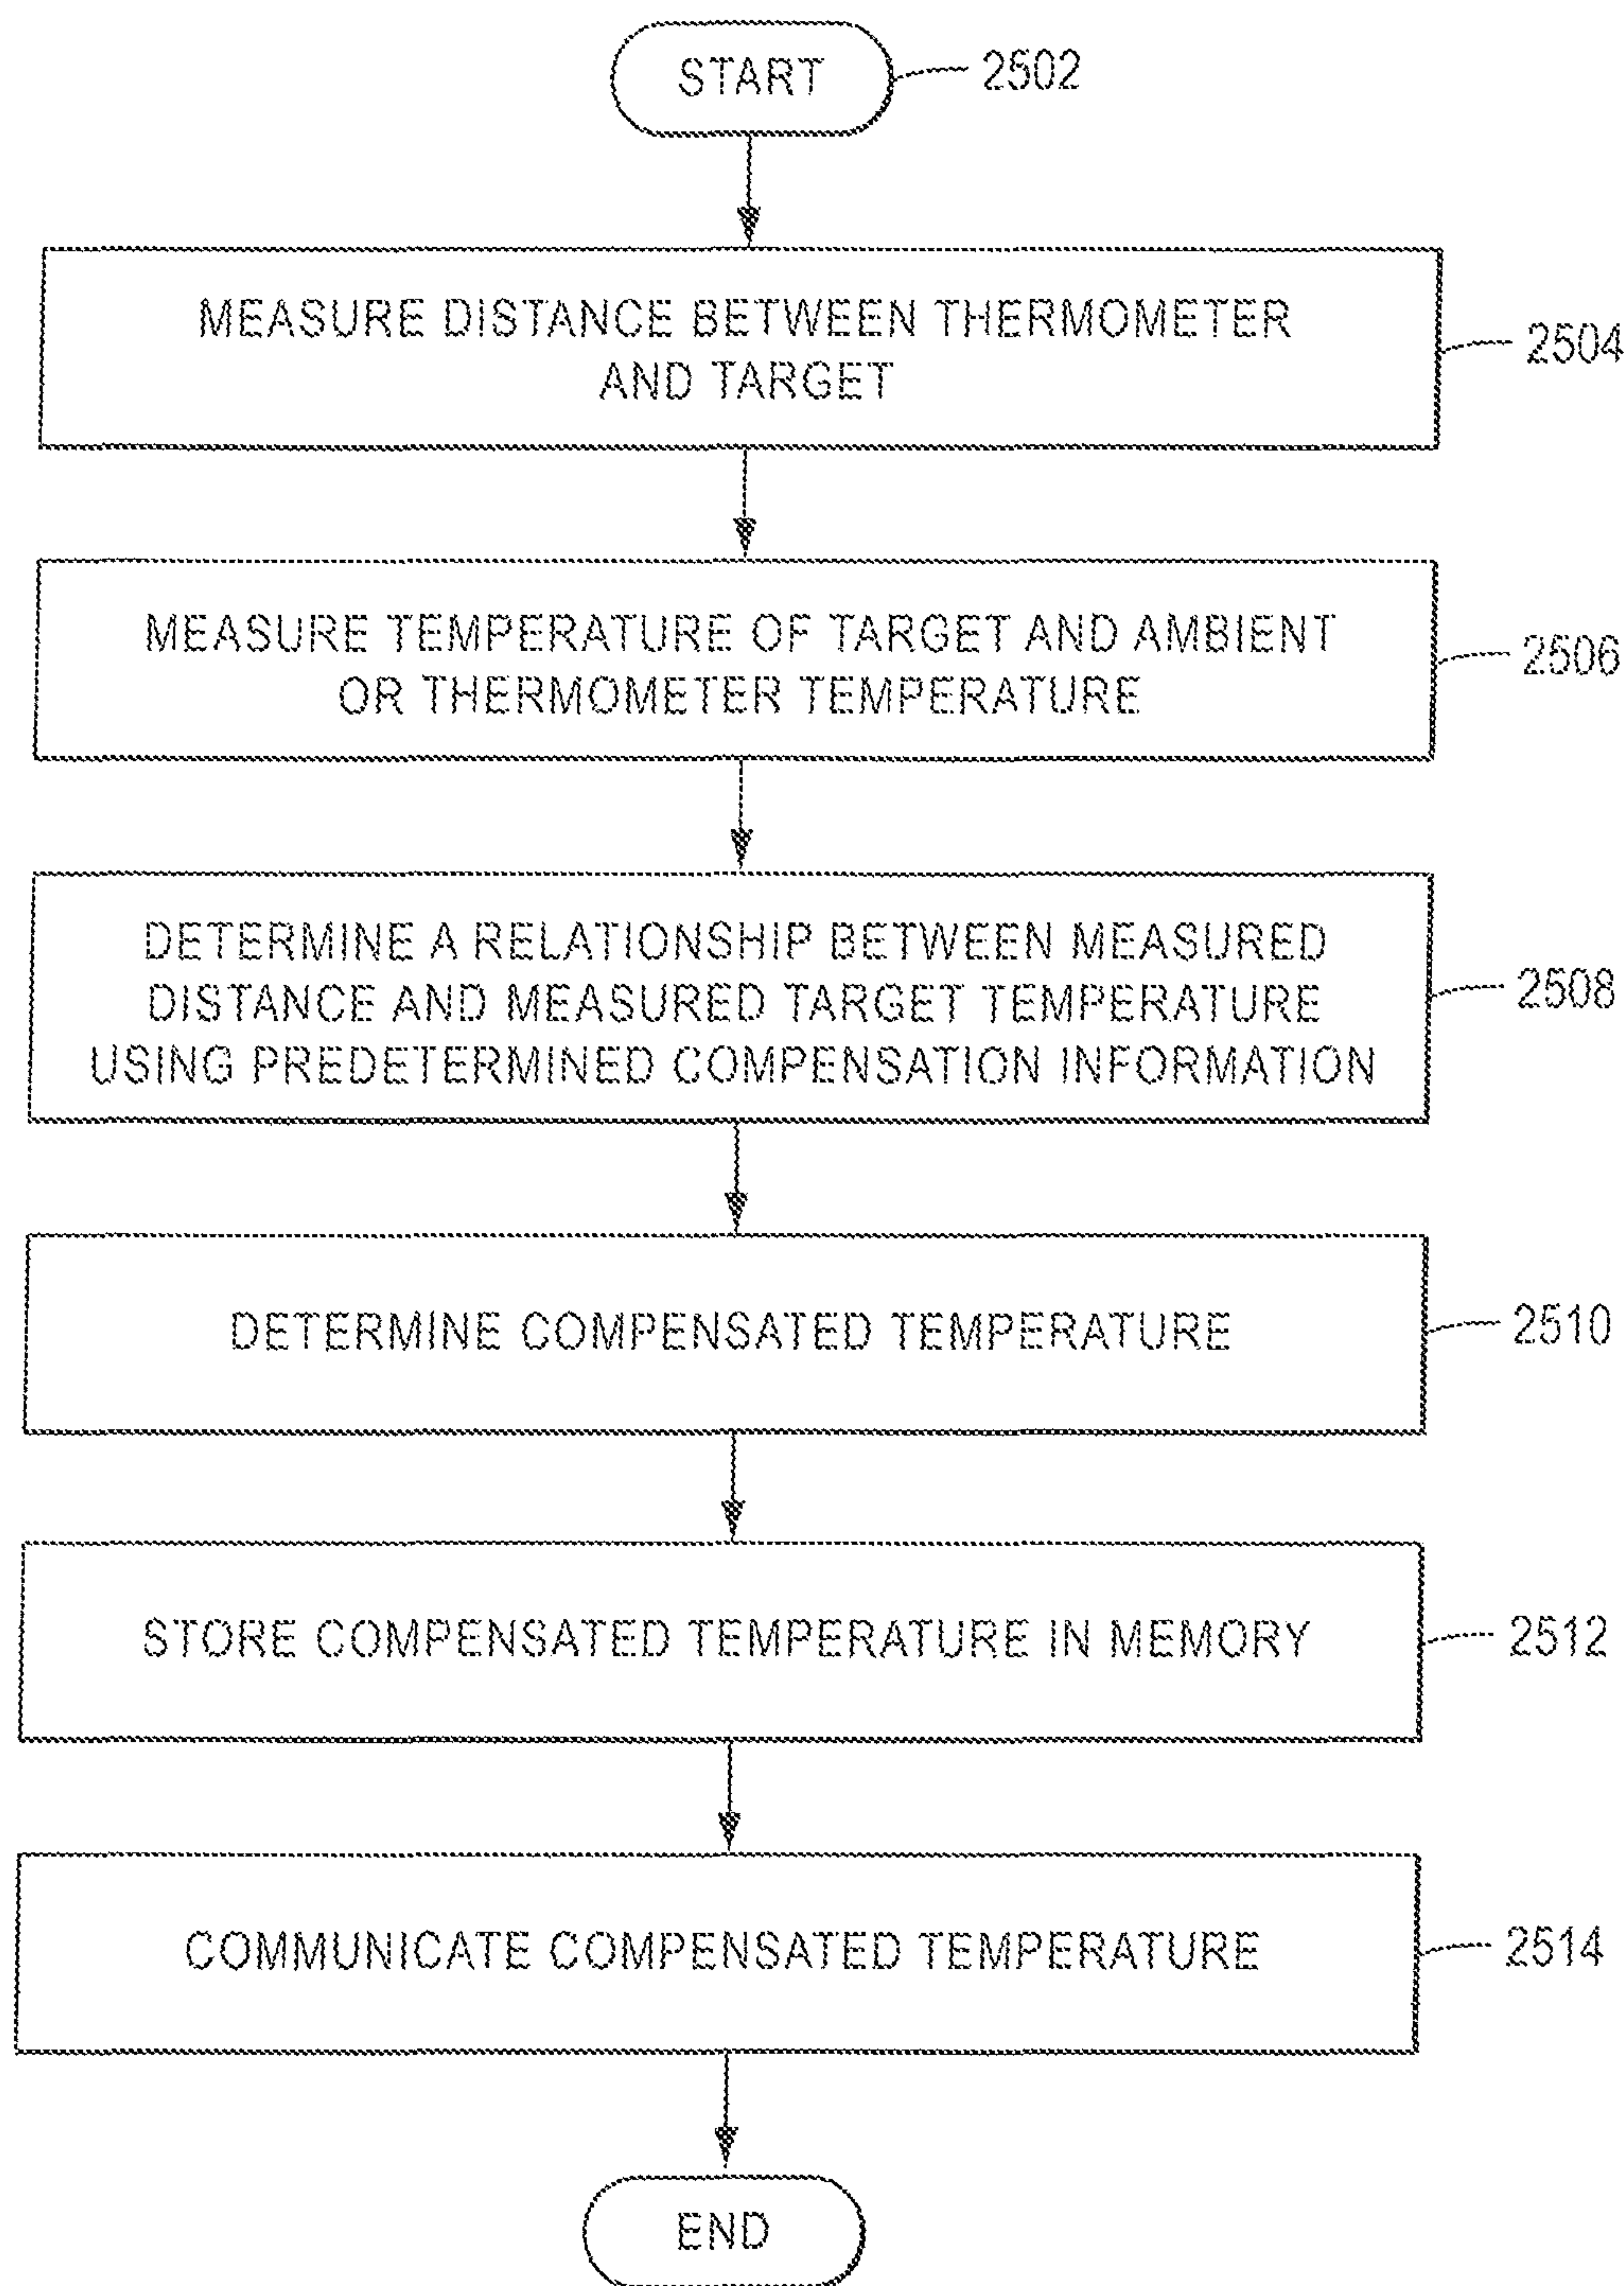 START
2502
MEASURE DISTANCE BETWEEN THERMOMETER
AND TARGET
2504
MEASURE TEMPERATURE OF TARGET AND AMBIENT
OR THERMOMETER TEMPERATURE
2506
DETERMINE A RELATIONSHIP BETWEEN MEASURED
DISTANCE AND MEASURED TARGET TEMPERATURE
USING PREDETERMINED COMPENSATION INFORMATION
2508
DETERMINE COMPENSATED TEMPERATURE
2510
STORE COMPENSATED TEMPERATURE IN MEMORY
2512
COMMUNICATE COMPENSATED TEMPERATURE
2514
END